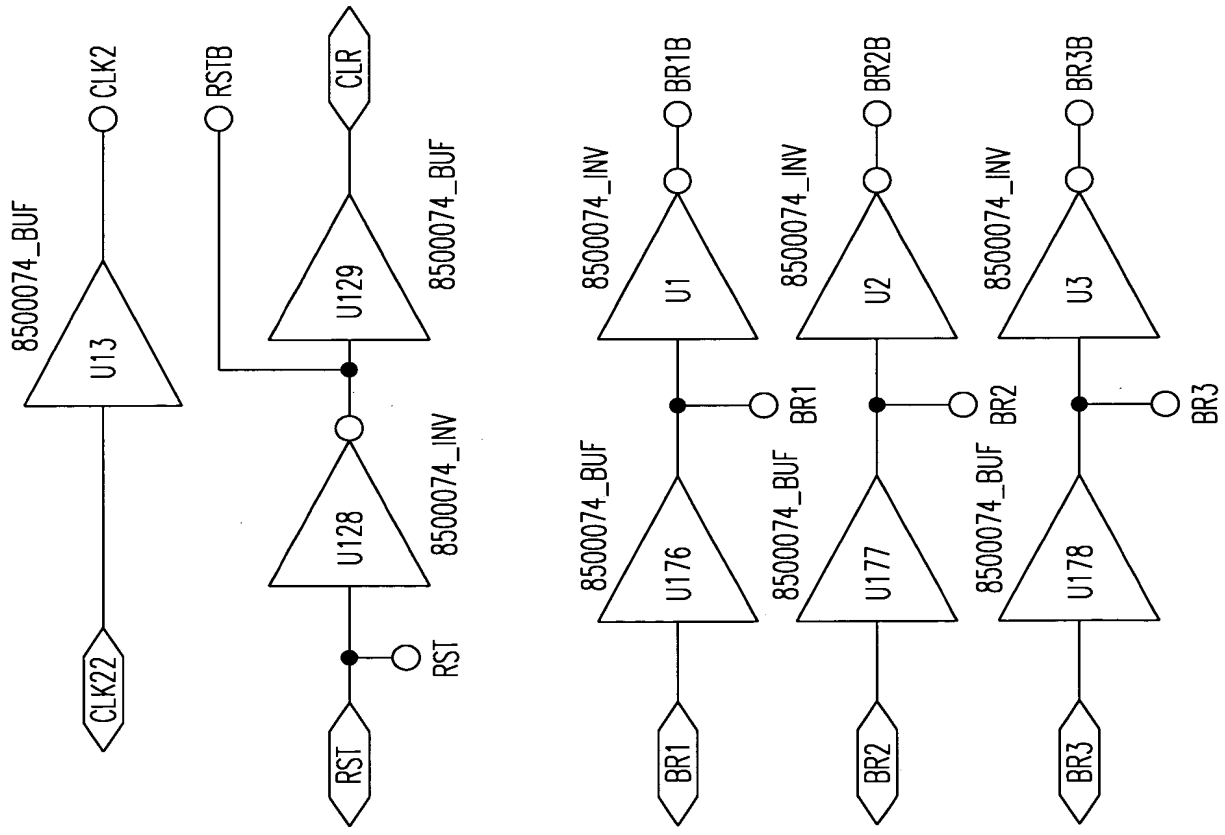 8500074_BUF
CLK22
U13
CLK2
RSTB
RST
RST
U128
8500074_INV
U129
8500074_BUF
CLR
BR1
8500074_BUF
U176
BR1
8500074_INV
U1
BR1B
BR2
8500074_BUF
U177
BR2
8500074_INV
U2
BR2B
BR3
8500074_BUF
U178
BR3
8500074_INV
U3
BR3B